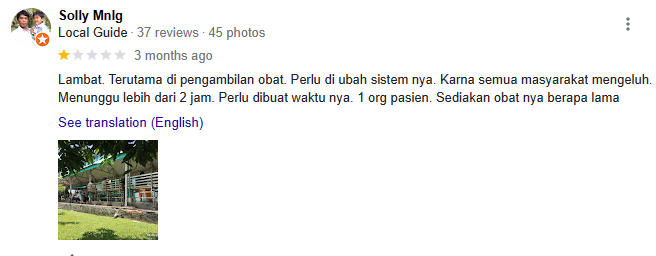 Solly Mnlg
Local Guide · 37 reviews · 45 photos
3 months ago
Lambat. Terutama di pengambilan obat. Perlu di ubah sistem nya. Karna semua masyarakat mengeluh.
Menunggu lebih dari 2 jam. Perlu dibuat waktu nya. 1 org pasien. Sediakan obat nya berapa lama
See translation (English)